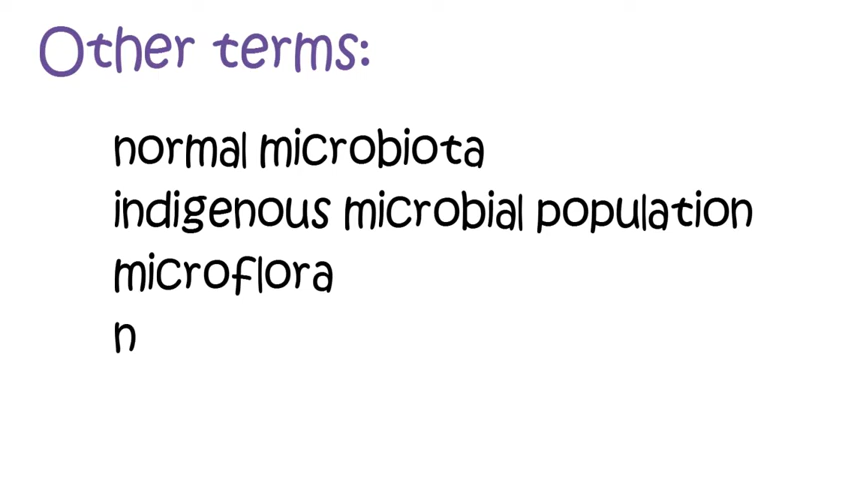 Other terms:
normal microbiota
indigenous microbial population
microflora
n